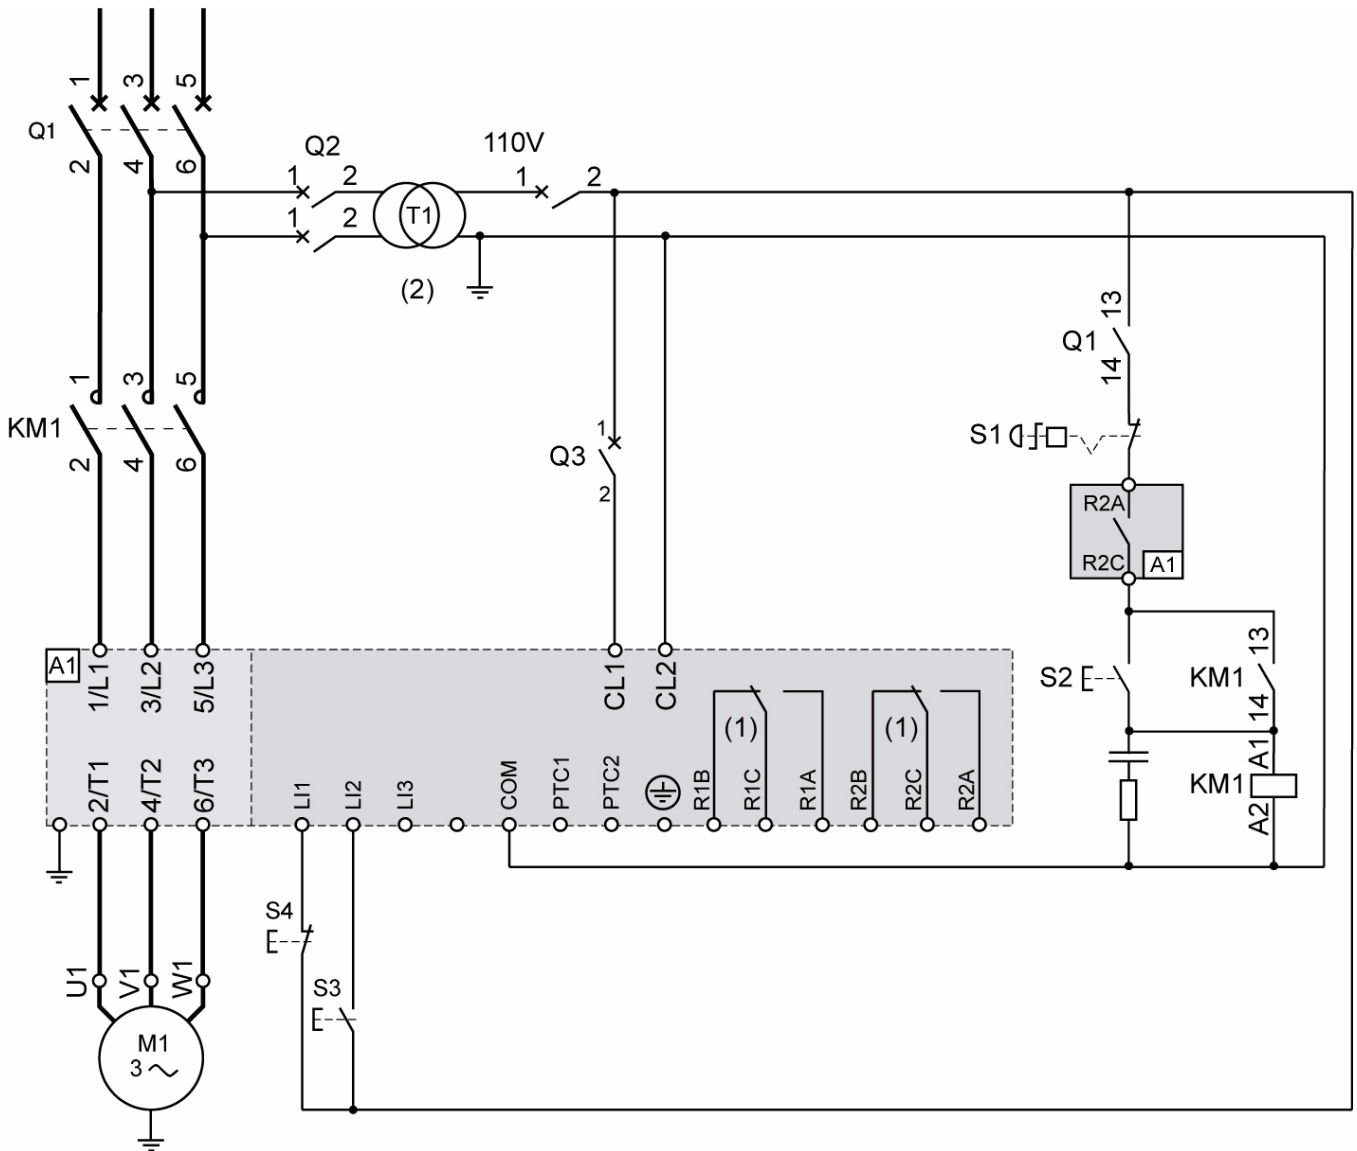 1 3 5
Q1
2 4 6
Q2
1 2
1 2
T1
(2)
110V
1 2
1 3 5
KM1
2 4 6
1
Q3
2
13
Q1
14
S1
R2A
R2C
A1
S2
13
KM1
14
A1
KM1
A2
A1
1/L1 3/L2 5/L3
CL1 CL2
(1) (1)
2/T1 4/T2 6/T3
LI1 LI2 LI3 COM PTC1 PTC2 R1B R1C R1A R2B R2C R2A
S4
S3
U1 V1 W1
M1
3